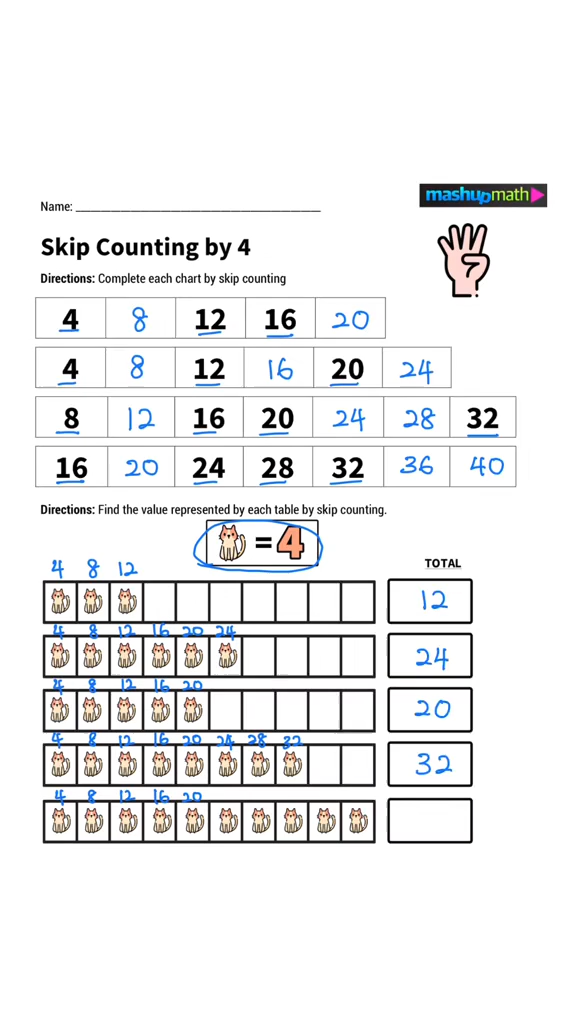 mashupmath
Name:
Skip Counting by 4
Directions: Complete each chart by skip counting
4 8 12 16 20
4 8 12 16 20 24
8 12 16 20 24 28 32
16 20 24 28 32 36 40
Directions: Find the value represented by each table by skip counting.
= 4
TOTAL
4 8 12
12
4 8 12 16 20 24
24
4 8 12 16 20
20
4 8 12 16 20 24 28 32
32
4 8 12 16 20